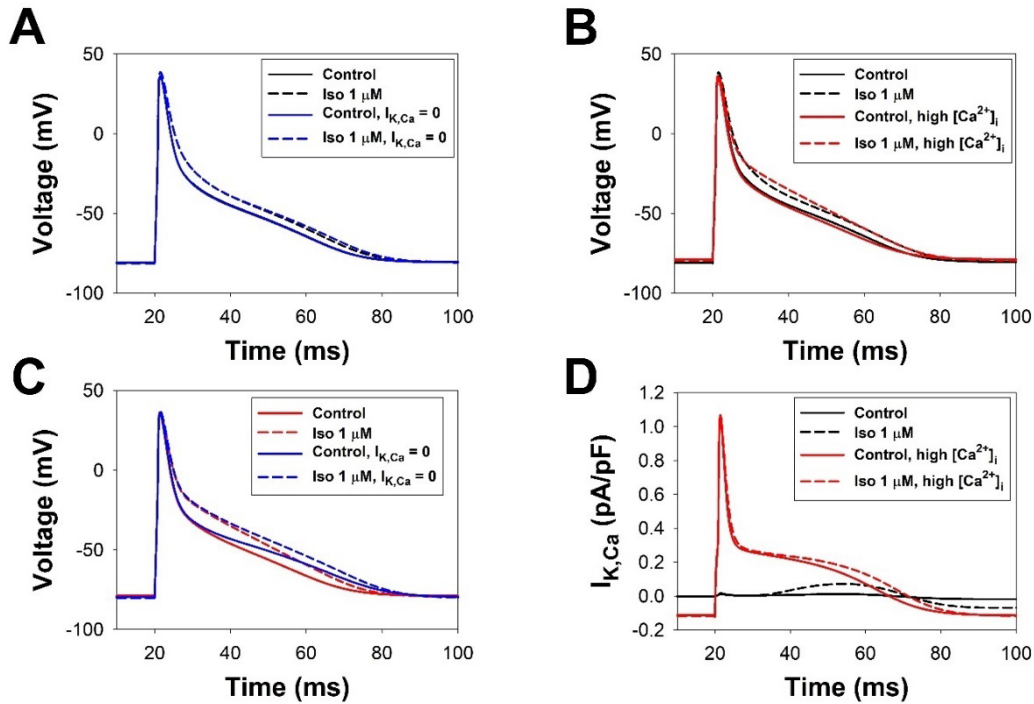 A
50
0
-50
-100
Voltage (mV)
20 40 60 80 100
Time (ms)
Control
Iso 1 μM
Control, I_K,Ca = 0
Iso 1 μM, I_K,Ca = 0
B
50
0
-50
-100
Voltage (mV)
20 40 60 80 100
Time (ms)
Control
Iso 1 μM
Control, high [Ca²⁺]ᵢ
Iso 1 μM, high [Ca²⁺]ᵢ
C
50
0
-50
-100
Voltage (mV)
20 40 60 80 100
Time (ms)
Control
Iso 1 μM
Control, I_K,Ca = 0
Iso 1 μM, I_K,Ca = 0
D
1.2
1.0
0.8
0.6
0.4
0.2
0.0
-0.2
I_K,Ca (pA/pF)
20 40 60 80 100
Time (ms)
Control
Iso 1 μM
Control, high [Ca²⁺]ᵢ
Iso 1 μM, high [Ca²⁺]ᵢ